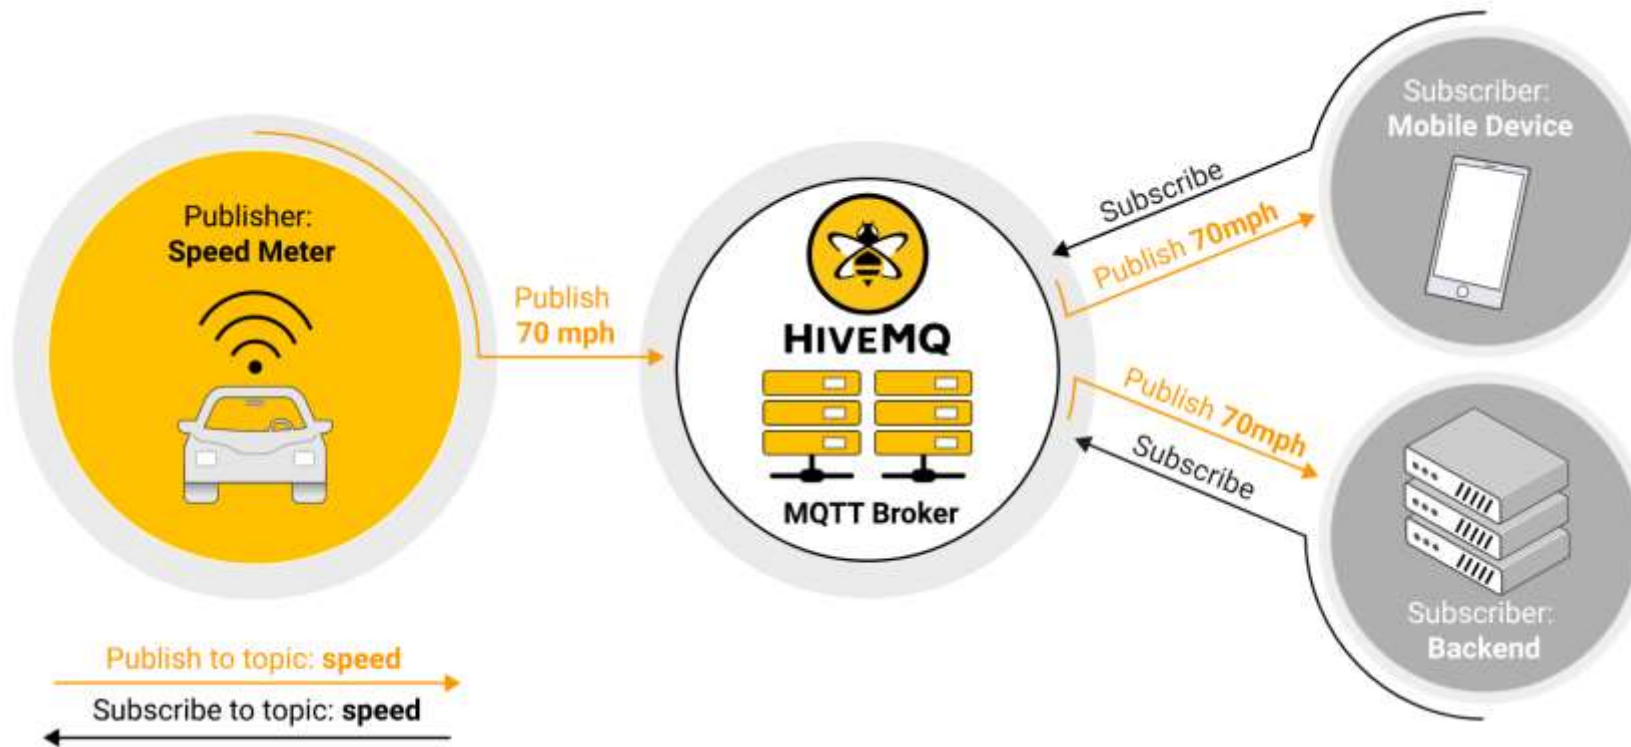 Publisher:
Speed Meter
Publish
70 mph
HIVEMQ
MQTT Broker
Subscribe
Publish 70mph
Subscriber:
Mobile Device
Publish 70mph
Subscribe
Subscriber:
Backend
Publish to topic: speed
Subscribe to topic: speed